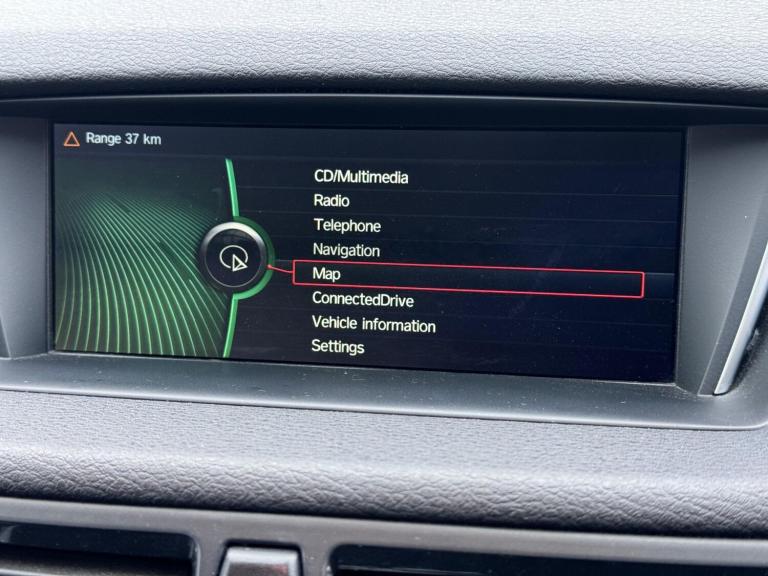 Range 37 km
CD/Multimedia
Radio
Telephone
Navigation
Map
ConnectedDrive
Vehicle information
Settings